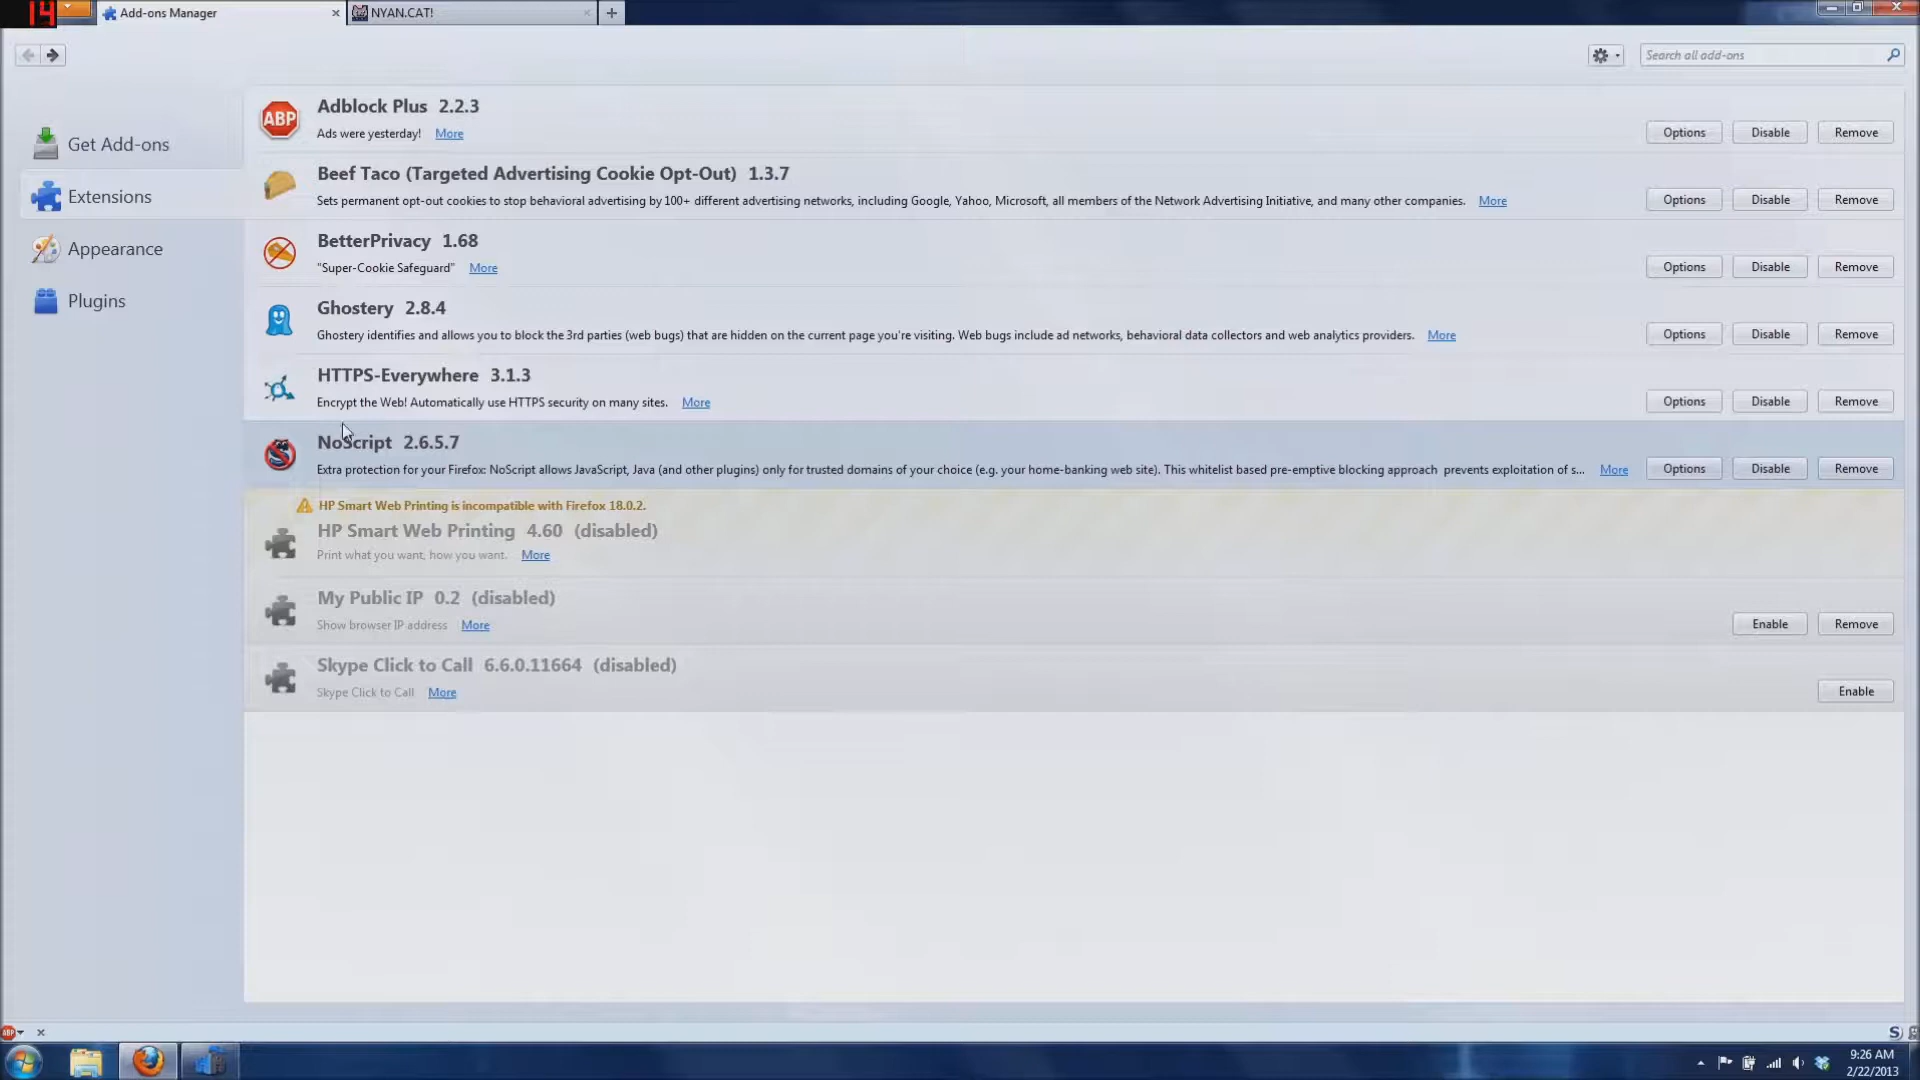 14
Add-ons Manager
NYAN.CAT!
Search all add-ons
Get Add-ons
Extensions
Appearance
Plugins
ABP
Adblock Plus 2.2.3
Ads were yesterday! More
Options Disable Remove
Beef Taco (Targeted Advertising Cookie Opt-Out) 1.3.7
Sets permanent opt-out cookies to stop behavioral advertising by 100+ different advertising networks, including Google, Yahoo, Microsoft, all members of the Network Advertising Initiative, and many other companies. More
Options Disable Remove
BetterPrivacy 1.68
"Super-Cookie Safeguard" More
Options Disable Remove
Ghostery 2.8.4
Ghostery identifies and allows you to block the 3rd parties (web bugs) that are hidden on the current page you're visiting. Web bugs include ad networks, behavioral data collectors and web analytics providers. More
Options Disable Remove
HTTPS-Everywhere 3.1.3
Encrypt the Web! Automatically use HTTPS security on many sites. More
Options Disable Remove
NoScript 2.6.5.7
Extra protection for your Firefox: NoScript allows JavaScript, Java (and other plugins) only for trusted domains of your choice (e.g. your home-banking web site). This whitelist based pre-emptive blocking approach prevents exploitation of s... More
Options Disable Remove
HP Smart Web Printing is incompatible with Firefox 18.0.2.
HP Smart Web Printing 4.60 (disabled)
Print what you want, how you want. More
My Public IP 0.2 (disabled)
Show browser IP address More
Enable Remove
Skype Click to Call 6.6.0.11664 (disabled)
Skype Click to Call More
Enable
ABP
S
9:26 AM
2/22/2013